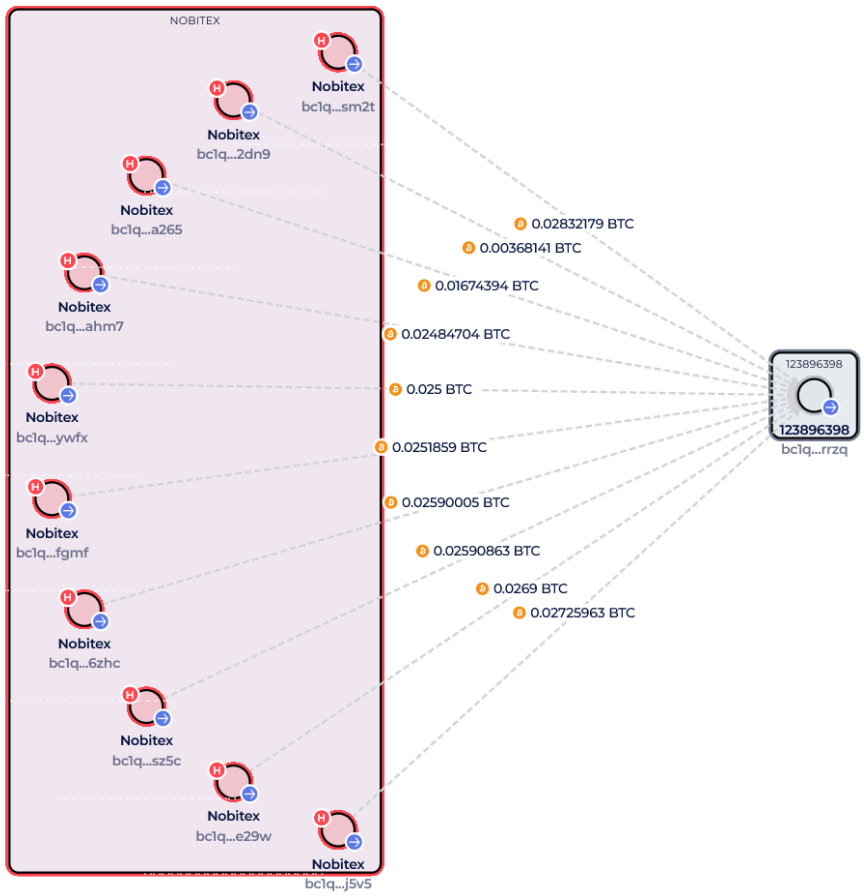 NOBITEX
H
Nobitex
bc1q...sm2t
H
Nobitex
bc1q...2dn9
H
Nobitex
bc1q...a265
0.02832179 BTC
0.00368141 BTC
H
Nobitex
bc1q...ahm7
0.01674394 BTC
0.02484704 BTC
H
Nobitex
bc1q...ywfx
0.025 BTC
123896398
123896398
bc1q...rrzq
0.0251859 BTC
H
Nobitex
bc1q...fgmf
0.02590005 BTC
0.02590863 BTC
H
Nobitex
bc1q...6zhc
0.0269 BTC
0.02725963 BTC
H
Nobitex
bc1q...sz5c
H
Nobitex
bc1q...e29w
H
Nobitex
bc1q...j5v5